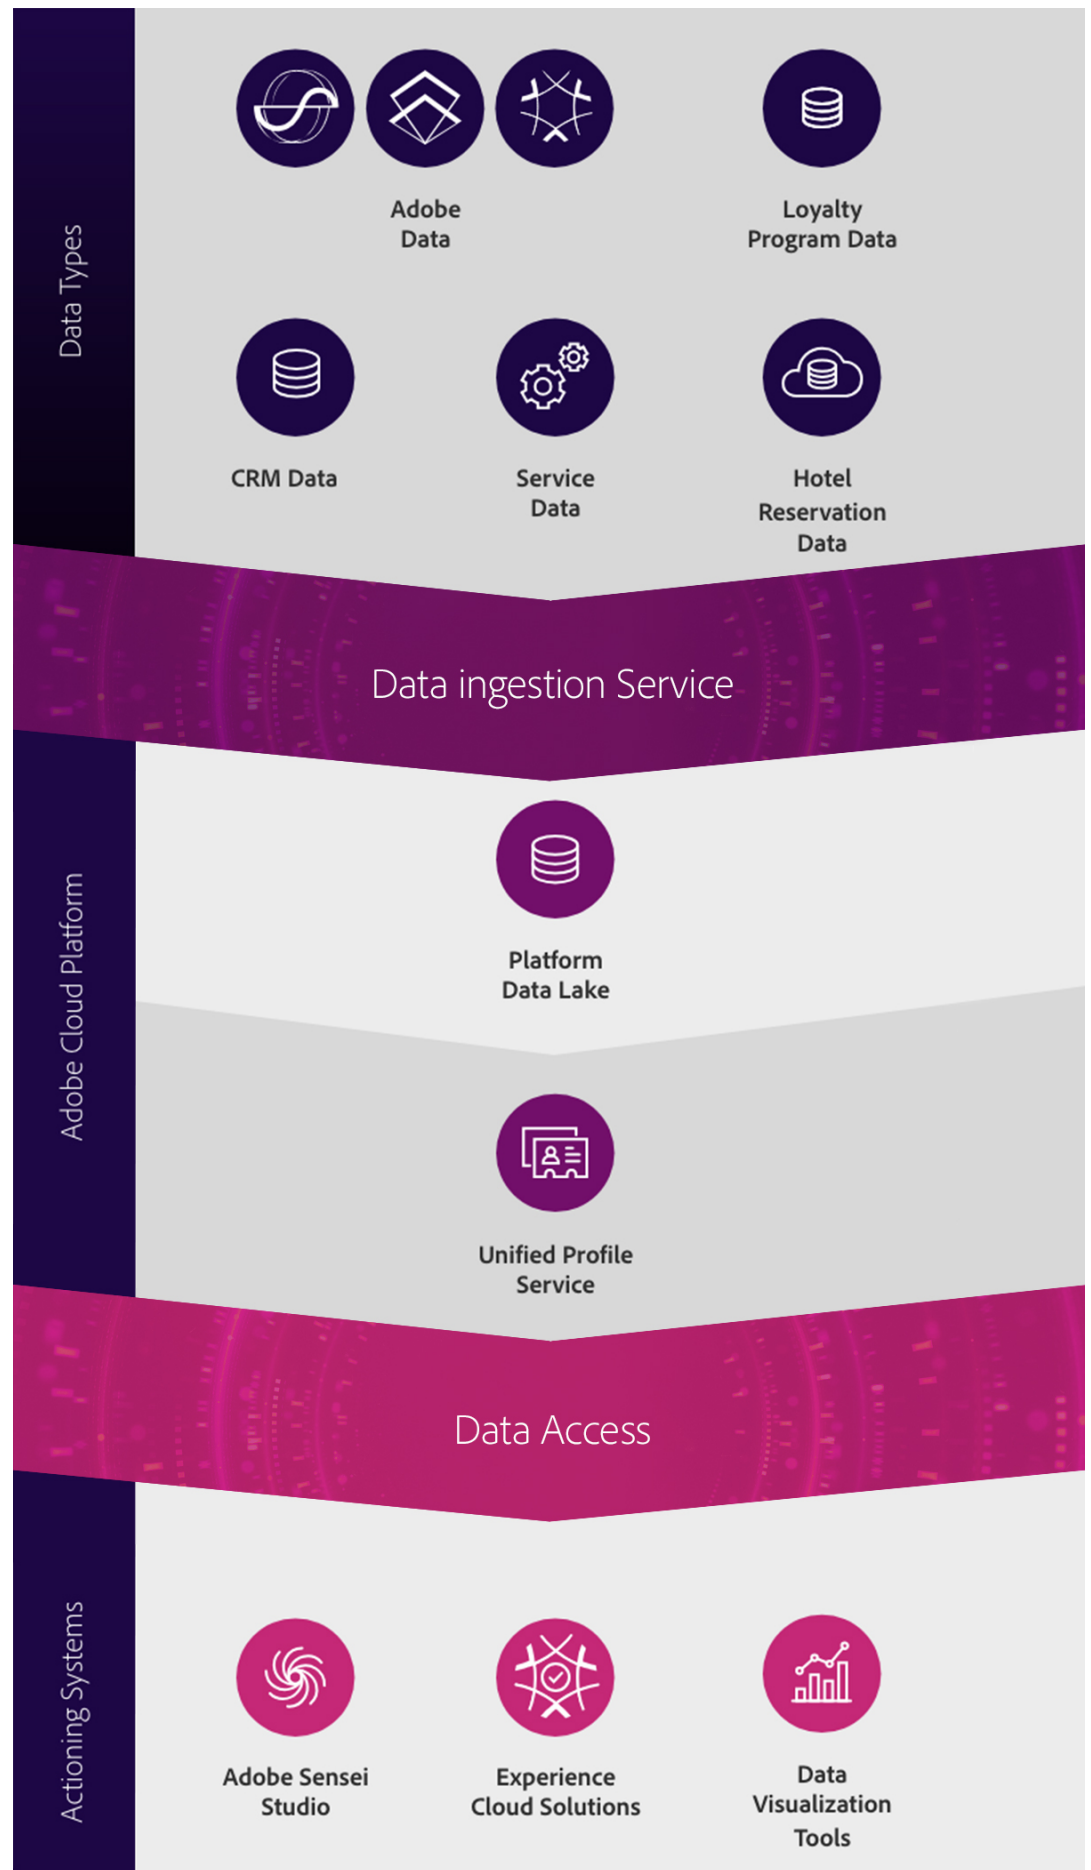 Data Types
Adobe
Data
Loyalty
Program Data
CRM Data
Service
Data
Hotel
Reservation
Data
Data ingestion Service
Adobe Cloud Platform
Platform
Data Lake
Unified Profile
Service
Data Access
Actioning Systems
Adobe Sensei
Studio
Experience
Cloud Solutions
Data
Visualization
Tools